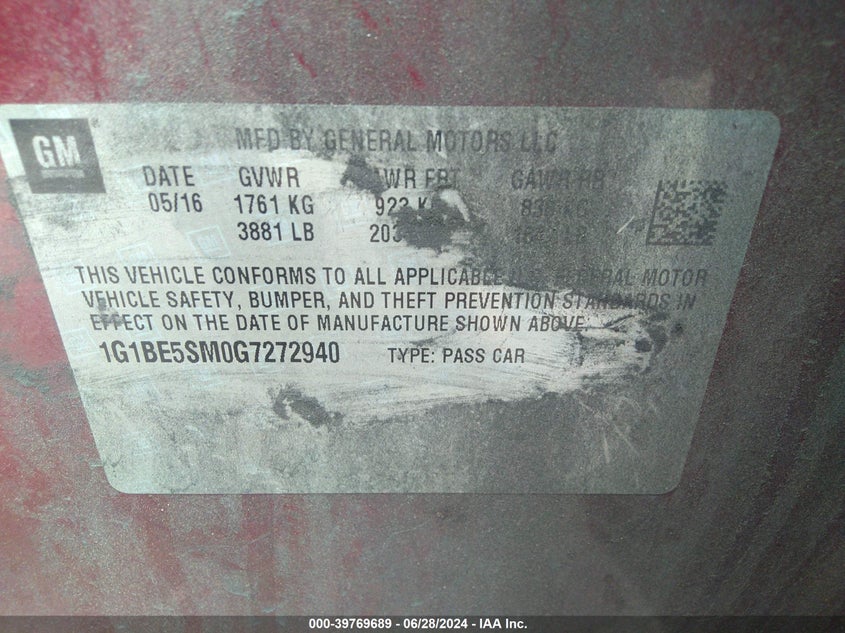 GM
MFD BY GENERAL MOTORS LLC
DATE GVWR GAWR RR
05/16 1761 KG
3881 LB
THIS VEHICLE CONFORMS TO ALL APPLICABLE U.S. FEDERAL MOTOR
VEHICLE SAFETY, BUMPER, AND THEFT PREVENTION STANDARDS IN
EFFECT ON THE DATE OF MANUFACTURE SHOWN ABOVE.
1G1BE5SM0G7272940 TYPE: PASS CAR
000-39769689 - 06/28/2024 - IAA Inc.